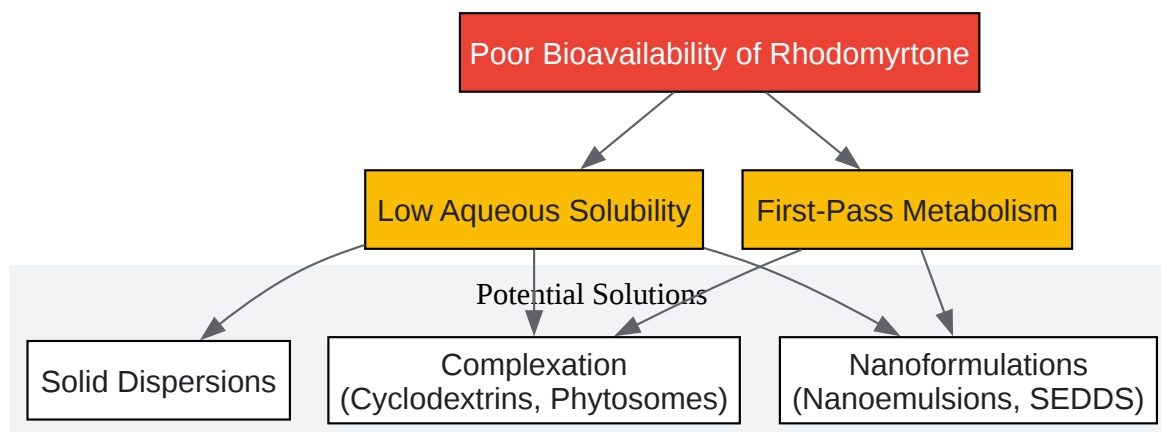 Poor Bioavailability of Rhodomyrtone
Low Aqueous Solubility
First-Pass Metabolism
Potential Solutions
Solid Dispersions
Complexation
(Cyclodextrins, Phytosomes)
Nanoformulations
(Nanoemulsions, SEDDS)